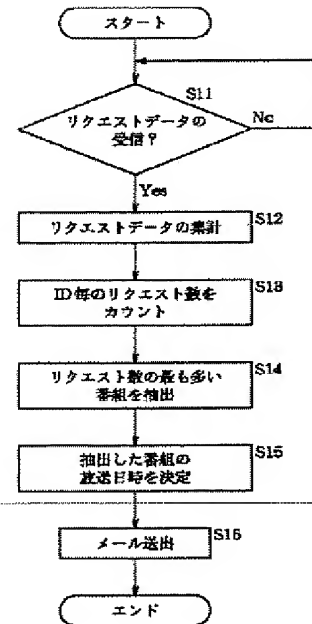 スタート
S11
リクエストデータの
受信？
No
Yes
リクエストデータの集計
S12
ID毎のリクエスト数を
カウント
S13
リクエスト数の最も多い
番組を抽出
S14
抽出した番組の
放送日時を決定
S15
メール送出
S16
エンド